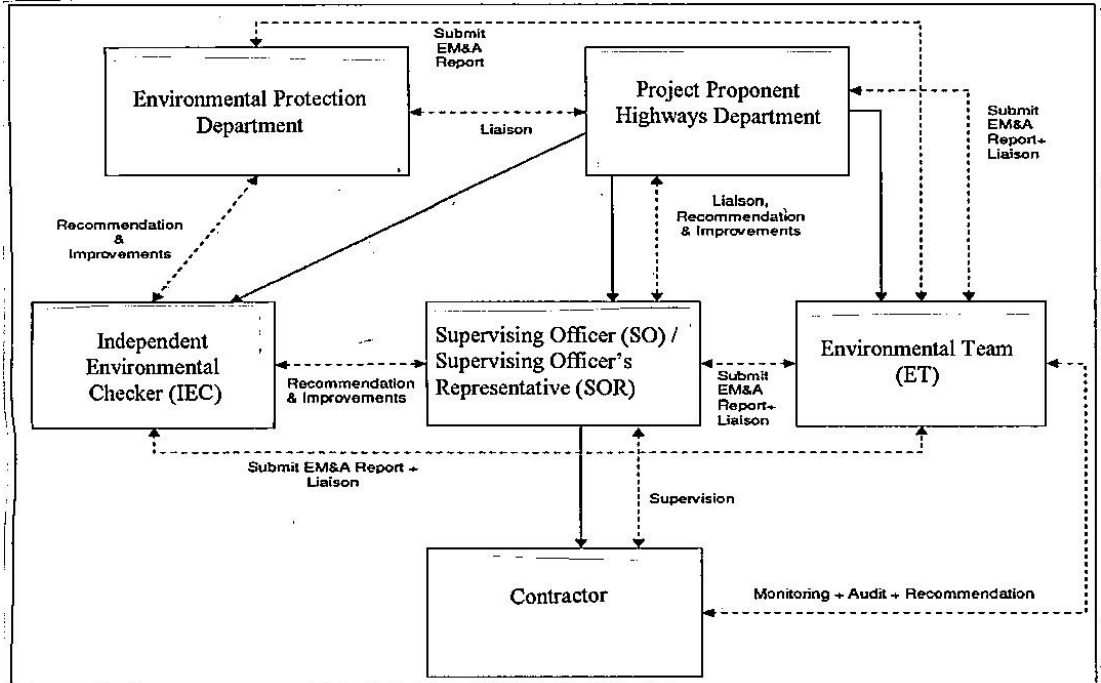 Submit
EM&A
Report
Environmental Protection
Department
Liaison
Project Proponent
Highways Department
Submit
EM&A
Report+
Liaison
Recommendation
&
Improvements
Liaison,
Recommendation
& Improvements
Independent
Environmental
Checker (IEC)
Recommendation
& Improvements
Supervising Officer (SO) /
Supervising Officer's
Representative (SOR)
Submit
EM&A
Report+
Liaison
Environmental Team
(ET)
Submit EM&A Report +
Liaison
Supervision
Contractor
Monitoring + Audit + Recommendation